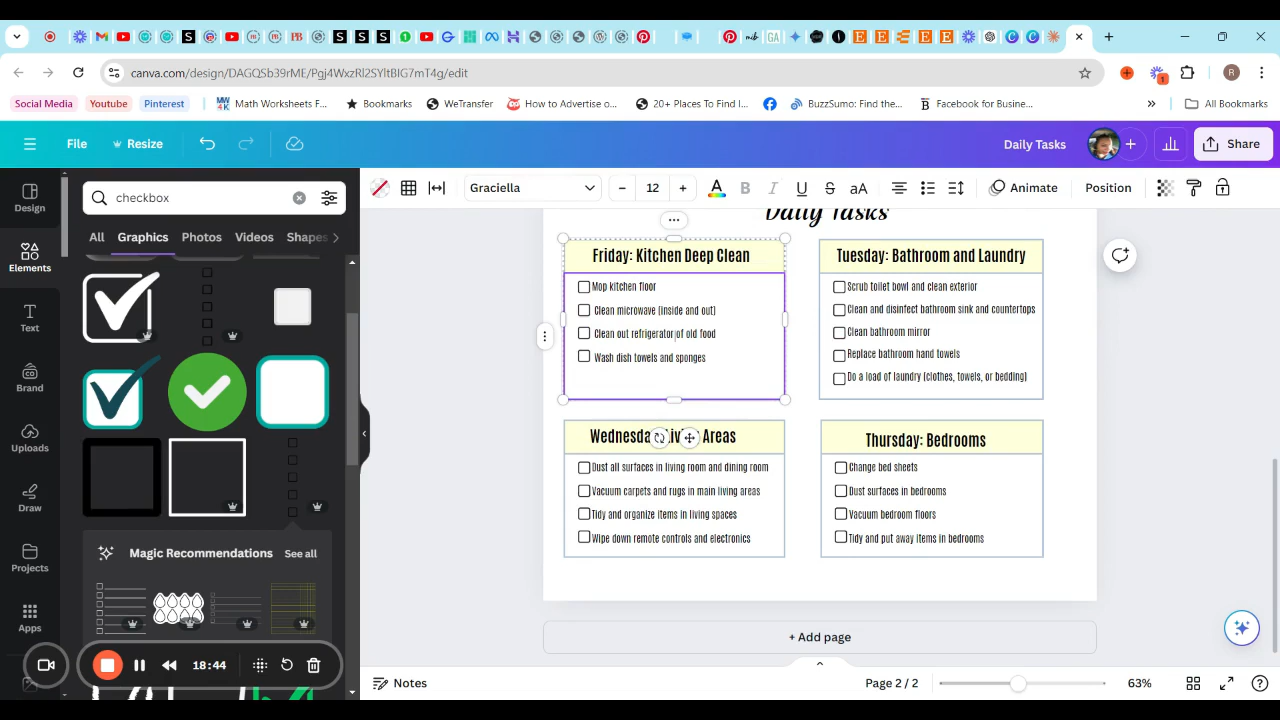 canva.com/design/DAGQSb39rME/Pgj4WxzRl2SYltBIG7mT4g/edit
R
1
Social Media
Youtube
Pinterest
Math Worksheets F...
Bookmarks
WeTransfer
How to Advertise o...
20+ Places To Find I...
BuzzSumo: Find the...
Facebook for Busine...
All Bookmarks
File
Resize
Daily Tasks
Share
checkbox
Graciella
12
B
I
U
S
aA
Animate
Position
Design
Elements
Text
Brand
Uploads
Draw
Projects
Apps
All
Graphics
Photos
Videos
Shapes
Magic Recommendations
See all
18:44
Daily Tasks
Friday: Kitchen Deep Clean
Mop kitchen floor
Clean microwave (inside and out)
Clean out refrigerator of old food
Wash dish towels and sponges
Tuesday: Bathroom and Laundry
Scrub toilet bowl and clean exterior
Clean and disinfect bathroom sink and countertops
Clean bathroom mirror
Replace bathroom hand towels
Do a load of laundry (clothes, towels, or bedding)
Wednesday: Living Areas
Dust all surfaces in living room and dining room
Vacuum carpets and rugs in main living areas
Tidy and organize items in living spaces
Wipe down remote controls and electronics
Thursday: Bedrooms
Change bed sheets
Dust surfaces in bedrooms
Vacuum bedroom floors
Tidy and put away items in bedrooms
+ Add page
Notes
Page 2 / 2
63%